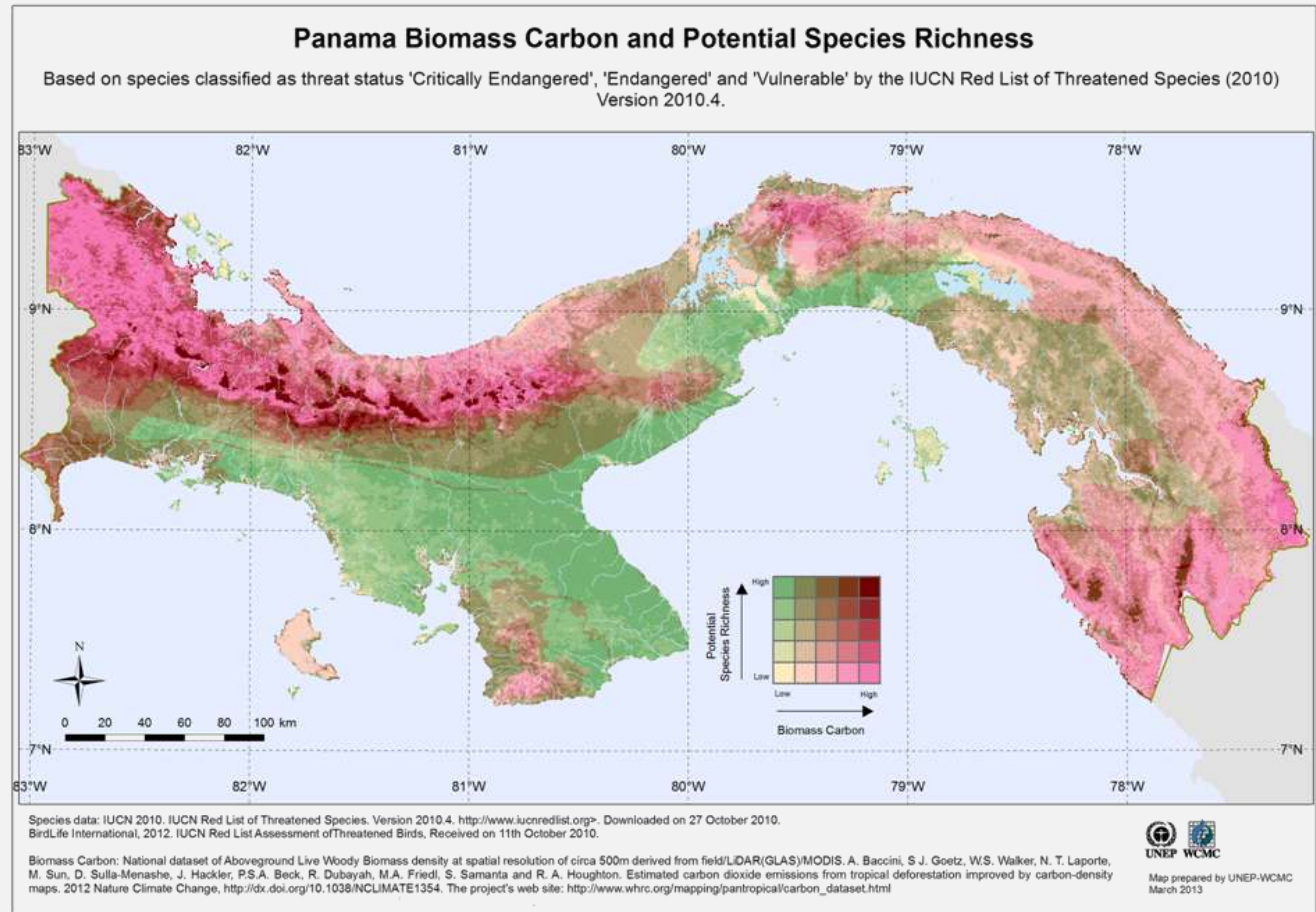 Panama Biomass Carbon and Potential Species Richness
Based on species classified as threat status 'Critically Endangered', 'Endangered' and 'Vulnerable' by the IUCN Red List of Threatened Species (2010)
Version 2010.4.
83°W 82°W 81°W 80°W 79°W 78°W
9°N 9°N
8°N 8°N
High
Potential
Species Richness
Low
Low High
Biomass Carbon
N
0 20 40 60 80 100 km
7°N 7°N
83°W 82°W 81°W 80°W 79°W 78°W
Species data: IUCN 2010. IUCN Red List of Threatened Species. Version 2010.4. http://www.iucnredlist.org>. Downloaded on 27 October 2010.
BirdLife International, 2012. IUCN Red List Assessment ofThreatened Birds, Received on 11th October 2010.
Biomass Carbon: National dataset of Aboveground Live Woody Biomass density at spatial resolution of circa 500m derived from field/LiDAR(GLAS)/MODIS. A. Baccini, S J. Goetz, W.S. Walker, N. T. Laporte,
M. Sun, D. Sulla-Menashe, J. Hackler, P.S.A. Beck, R. Dubayah, M.A. Friedl, S. Samanta and R. A. Houghton. Estimated carbon dioxide emissions from tropical deforestation improved by carbon-density
maps. 2012 Nature Climate Change, http://dx.doi.org/10.1038/NCLIMATE1354. The project's web site: http://www.whrc.org/mapping/pantropical/carbon_dataset.html
UNEP WCMC
Map prepared by UNEP-WCMC
March 2013